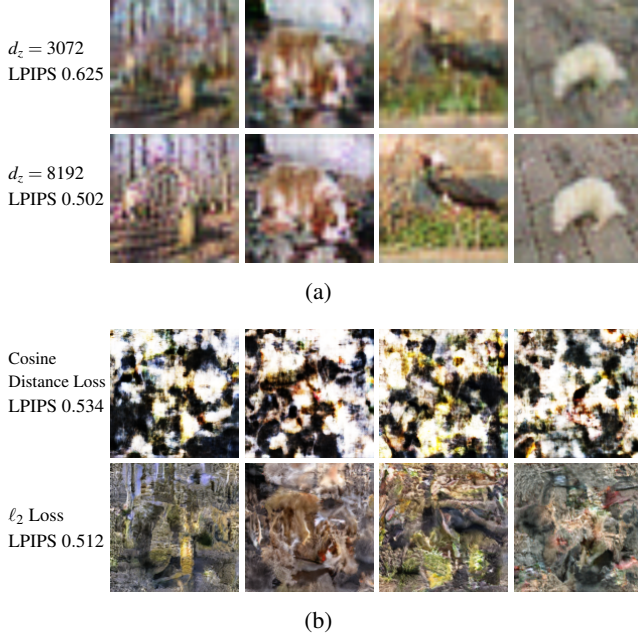 d_z = 3072
LPIPS 0.625
d_z = 8192
LPIPS 0.502
(a)
Cosine
Distance Loss
LPIPS 0.534
ℓ₂ Loss
LPIPS 0.512
(b)